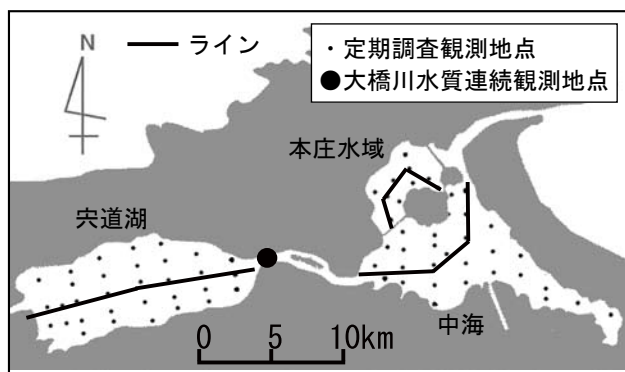 N
ライン
・定期調査観測地点
●大橋川水質連続観測地点
本庄水域
宍道湖
中海
0 5 10km